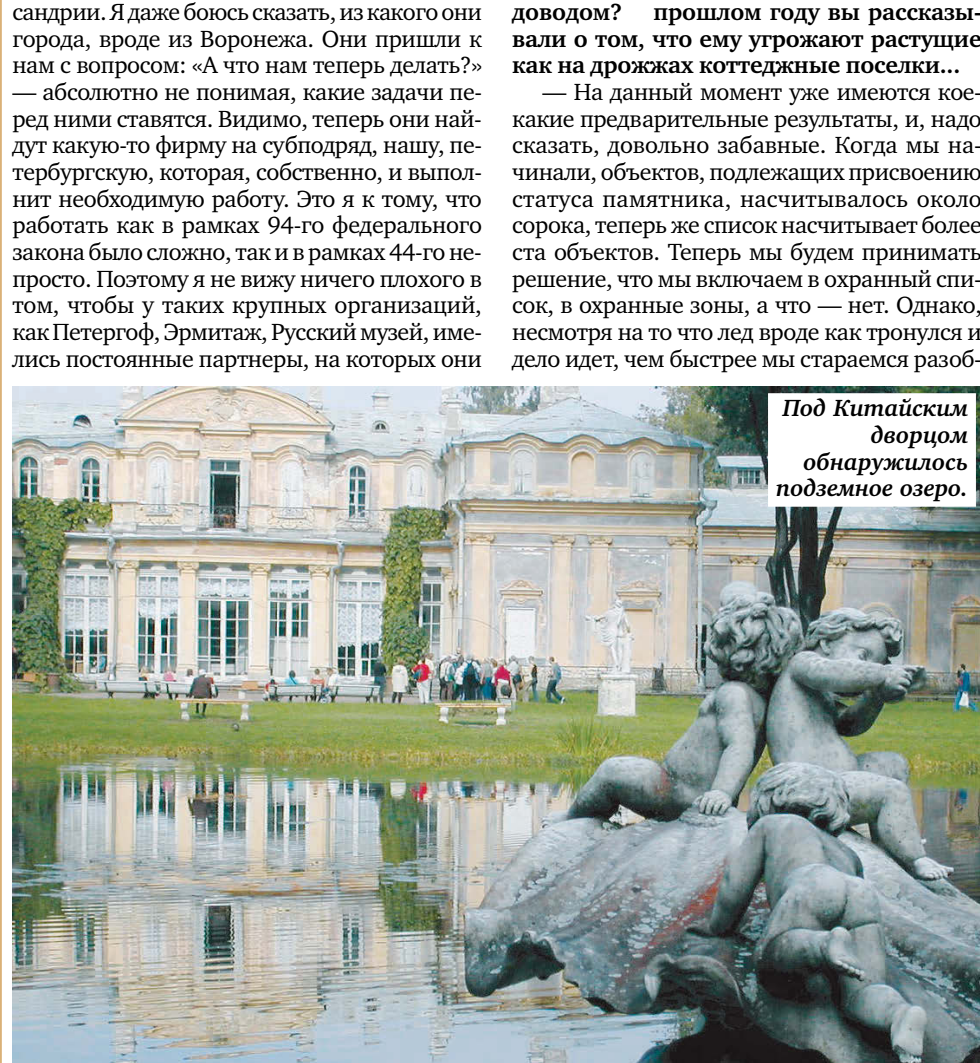 сандрии. Я даже боюсь сказать, из какого они
города, вроде из Воронежа. Они пришли к
нам с вопросом: «А что нам теперь делать?»
— абсолютно не понимая, какие задачи пе-
ред ними ставятся. Видимо, теперь они най-
дут какую-то фирму на субподряд, нашу, пе-
тербургскую, которая, собственно, и выпол-
нит необходимую работу. Это я к тому, что
работать как в рамках 94-го федерального
закона было сложно, так и в рамках 44-го не-
просто. Поэтому я не вижу ничего плохого в
том, чтобы у таких крупных организаций,
как Петергоф, Эрмитаж, Русский музей, име-
лись постоянные партнеры, на которых они
доводом? прошлом году вы рассказы-
вали о том, что ему угрожают растущие
как на дрожжах коттеджные поселки...
— На данный момент уже имеются кое-
какие предварительные результаты, и, надо
сказать, довольно забавные. Когда мы на-
чинали, объектов, подлежащих присвоению
статуса памятника, насчитывалось около
сорока, теперь же список насчитывает более
ста объектов. Теперь мы будем принимать
решение, что мы включаем в охранный спи-
сок, в охранные зоны, а что — нет. Однако,
несмотря на то что лед вроде как тронулся и
дело идет, чем быстрее мы стараемся разоб-
Под Китайским
дворцом
обнаружилось
подземное озеро.